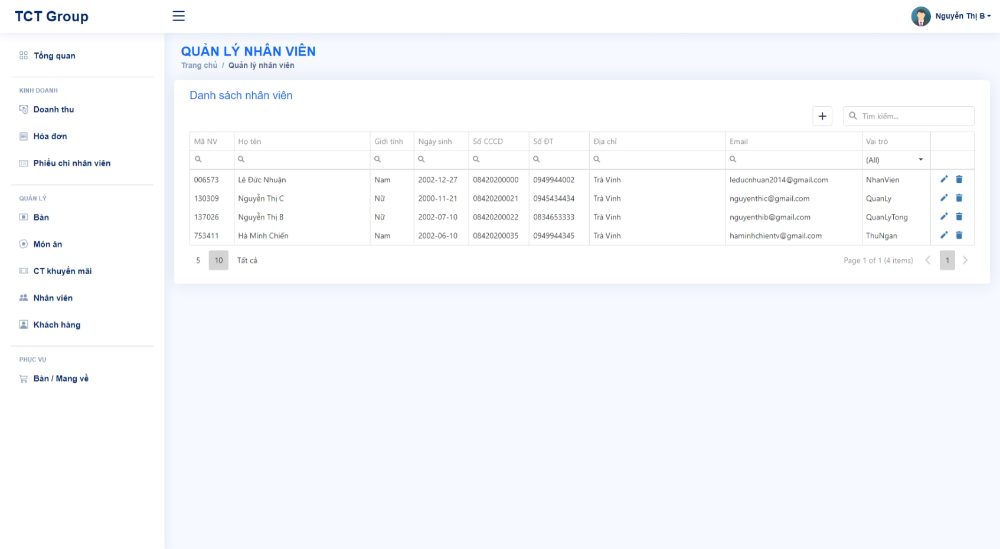 TCT Group
Nguyễn Thị B
Tổng quan
KINH DOANH
Doanh thu
Hóa đơn
Phiếu chi nhân viên
QUẢN LÝ
Bàn
Món ăn
CT khuyến mãi
Nhân viên
Khách hàng
PHỤC VỤ
Bàn / Mang về
QUẢN LÝ NHÂN VIÊN
Trang chủ / Quản lý nhân viên
Danh sách nhân viên
Tìm kiếm...
Mã NV Họ tên Giới tính Ngày sinh Số CCCD Số ĐT Địa chỉ Email Vai trò
(All)
006573 Lê Đức Nhuận Nam 2002-12-27 08420200000 0949944002 Trà Vinh leducnhuan2014@gmail.com NhanVien
130309 Nguyễn Thị C Nữ 2000-11-21 08420200021 0945434434 Trà Vinh nguyenthic@gmail.com QuanLy
137026 Nguyễn Thị B Nữ 2002-07-10 08420200022 0834653333 Trà Vinh nguyenthib@gmail.com QuanLyTong
753411 Hà Minh Chiến Nam 2002-06-10 08420200035 0949944345 Trà Vinh haminhchientv@gmail.com ThuNgan
5 10 Tất cả Page 1 of 1 (4 items) 1